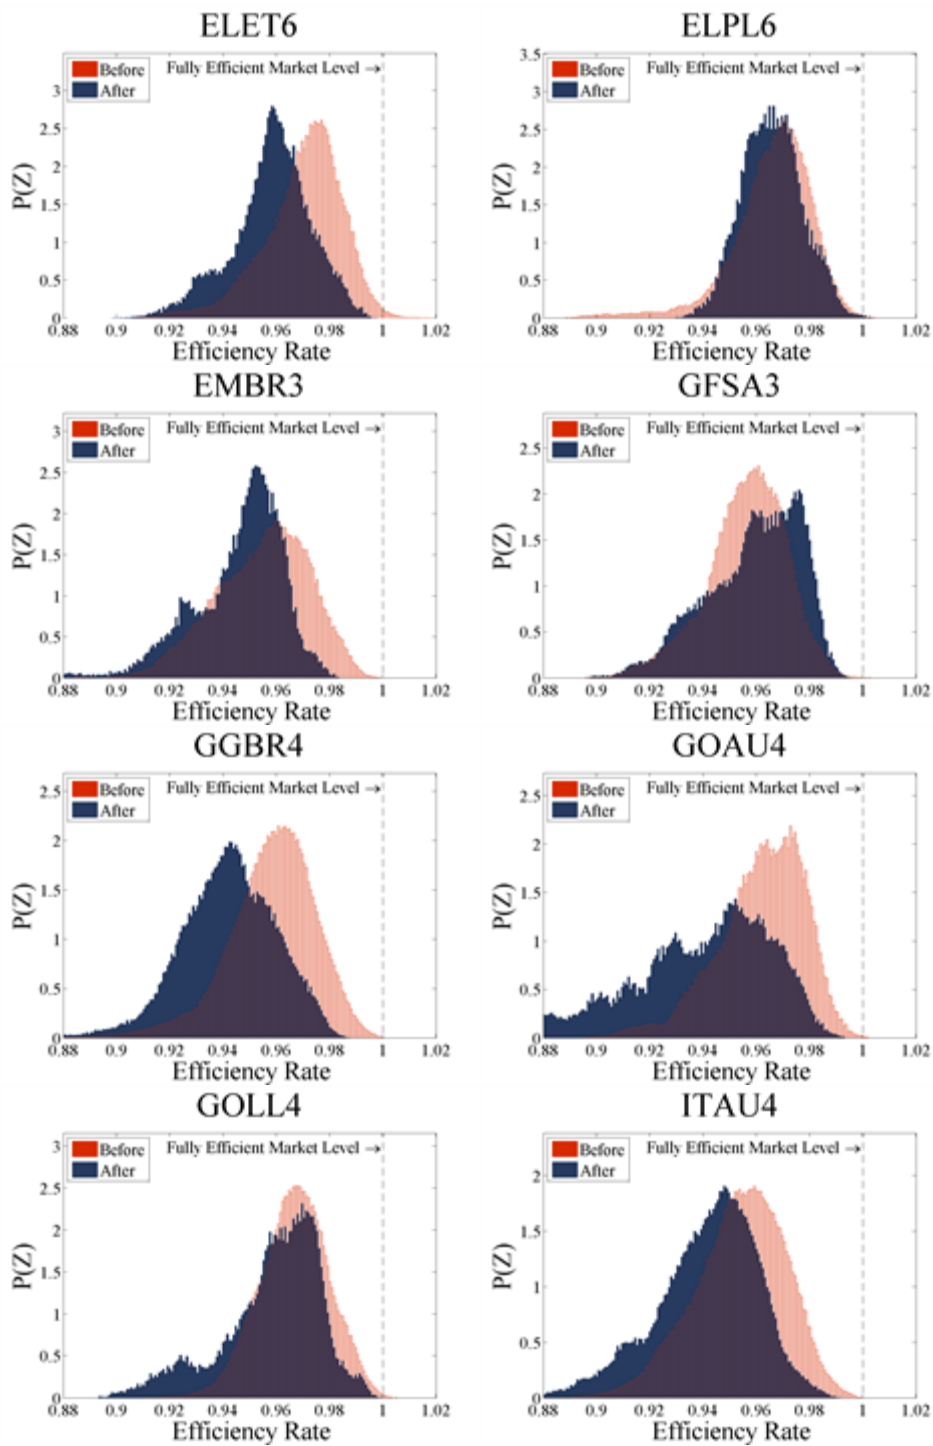 ELET6
Before
After
Fully Efficient Market Level →
P(Z)
3
2.5
2
1.5
1
0.5
0
0.88 0.9 0.92 0.94 0.96 0.98 1 1.02
Efficiency Rate
ELPL6
Before
After
Fully Efficient Market Level →
P(Z)
3.5
3
2.5
2
1.5
1
0.5
0
0.88 0.9 0.92 0.94 0.96 0.98 1 1.02
Efficiency Rate
EMBR3
Before
After
Fully Efficient Market Level →
P(Z)
3
2.5
2
1.5
1
0.5
0
0.88 0.9 0.92 0.94 0.96 0.98 1 1.02
Efficiency Rate
GFSA3
Before
After
Fully Efficient Market Level →
P(Z)
2.5
2
1.5
1
0.5
0
0.88 0.9 0.92 0.94 0.96 0.98 1 1.02
Efficiency Rate
GGBR4
Before
After
Fully Efficient Market Level →
P(Z)
2.5
2
1.5
1
0.5
0
0.88 0.9 0.92 0.94 0.96 0.98 1 1.02
Efficiency Rate
GOAU4
Before
After
Fully Efficient Market Level →
P(Z)
2.5
2
1.5
1
0.5
0
0.88 0.9 0.92 0.94 0.96 0.98 1 1.02
Efficiency Rate
GOLL4
Before
After
Fully Efficient Market Level →
P(Z)
3
2.5
2
1.5
1
0.5
0
0.88 0.9 0.92 0.94 0.96 0.98 1 1.02
Efficiency Rate
ITAU4
Before
After
Fully Efficient Market Level →
P(Z)
2
1.5
1
0.5
0
0.88 0.9 0.92 0.94 0.96 0.98 1 1.02
Efficiency Rate